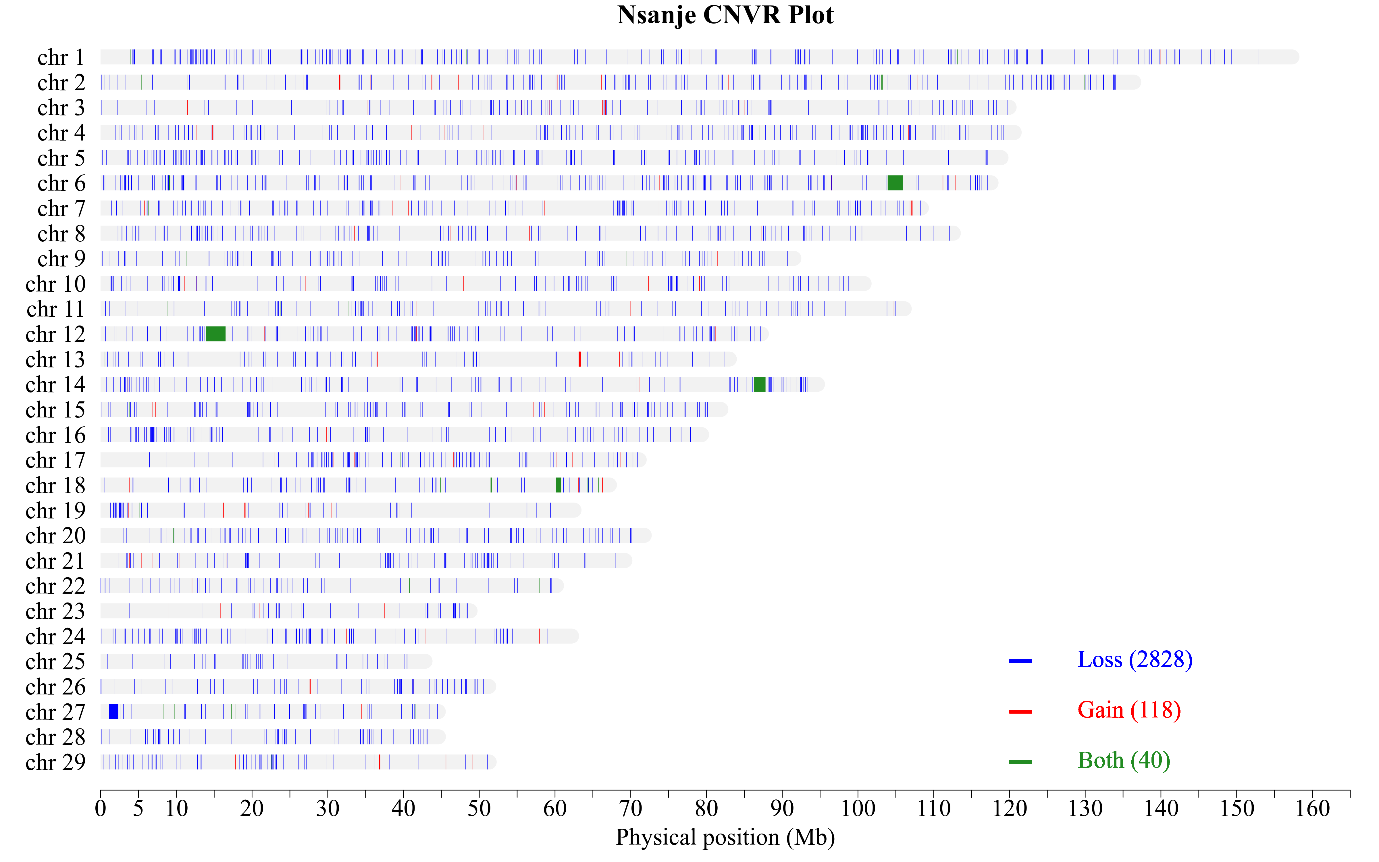 Nsanje CNVR Plot
chr 1
chr 2
chr 3
chr 4
chr 5
chr 6
chr 7
chr 8
chr 9
chr 10
chr 11
chr 12
chr 13
chr 14
chr 15
chr 16
chr 17
chr 18
chr 19
chr 20
chr 21
chr 22
chr 23
chr 24
chr 25
chr 26
chr 27
chr 28
chr 29
Loss (2828)
Gain (118)
Both (40)
0 5 10 20 30 40 50 60 70 80 90 100 110 120 130 140 150 160
Physical position (Mb)